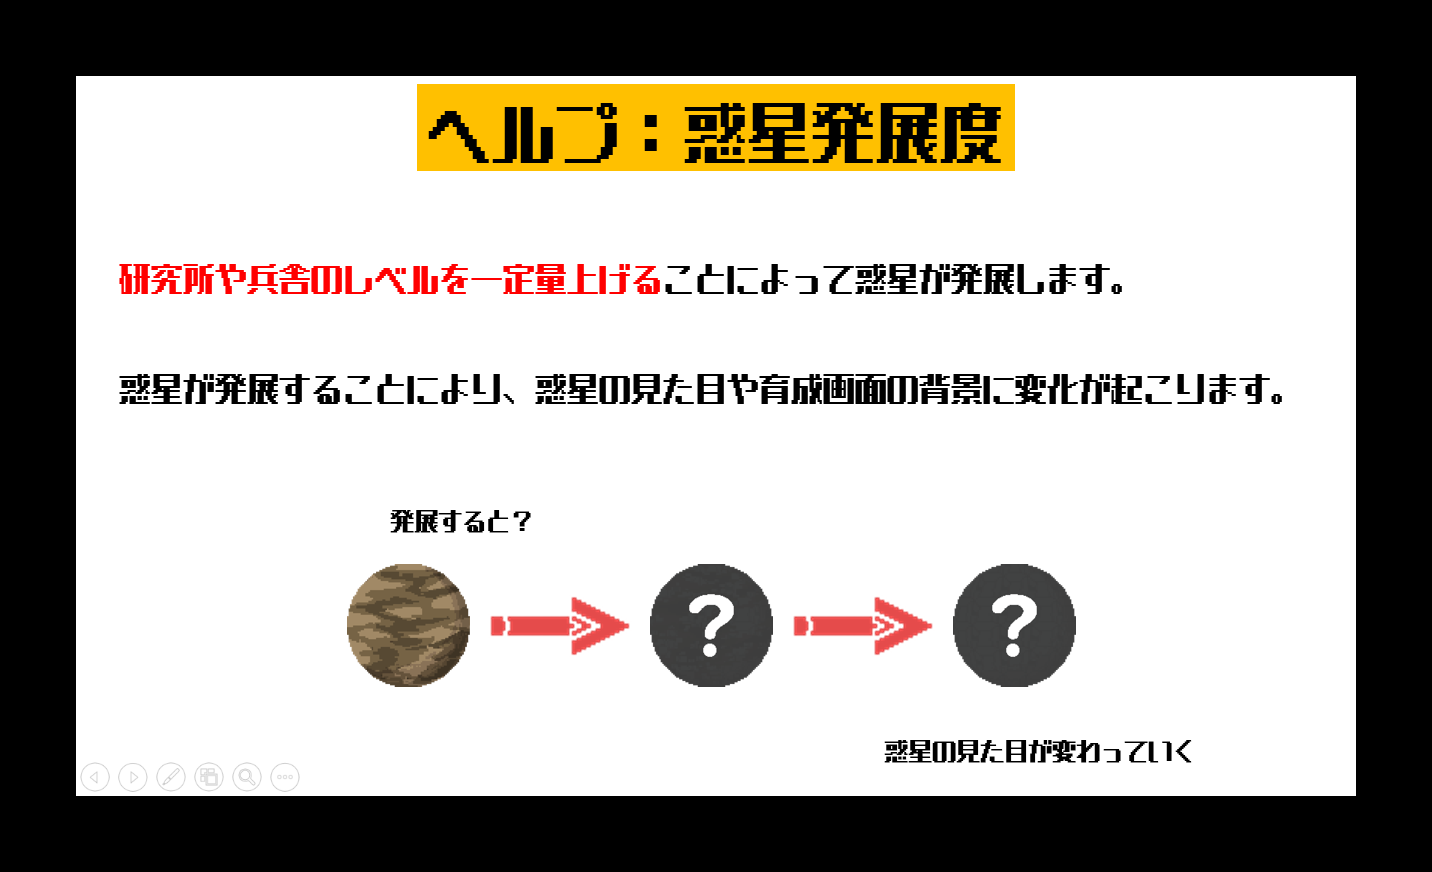 ヘルプ：惑星発展度
研究所や兵舎のレベルを一定量上げることによって惑星が発展します。
惑星が発展することにより、惑星の見た目や育成画面の背景に変化が起こります。
発展すると？
? ?
惑星の見た目が変わっていく